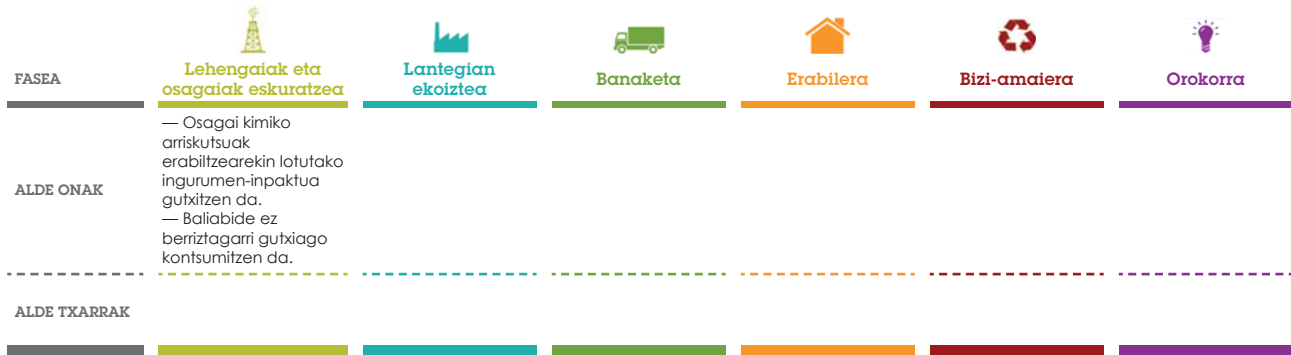 FASEA
Lehengaiak eta
osagaiak eskuratzea
Lantegian
ekoiztea
Banaketa
Erabilera
Bizi-amaiera
Orokorra
ALDE ONAK
— Osagai kimiko
arriskutsuak
erabiltzearekin lotutako
ingurumen-inpaktua
gutxitzen da.
— Baliabide ez
berriztagarri gutxiago
kontsumitzen da.
ALDE TXARRAK